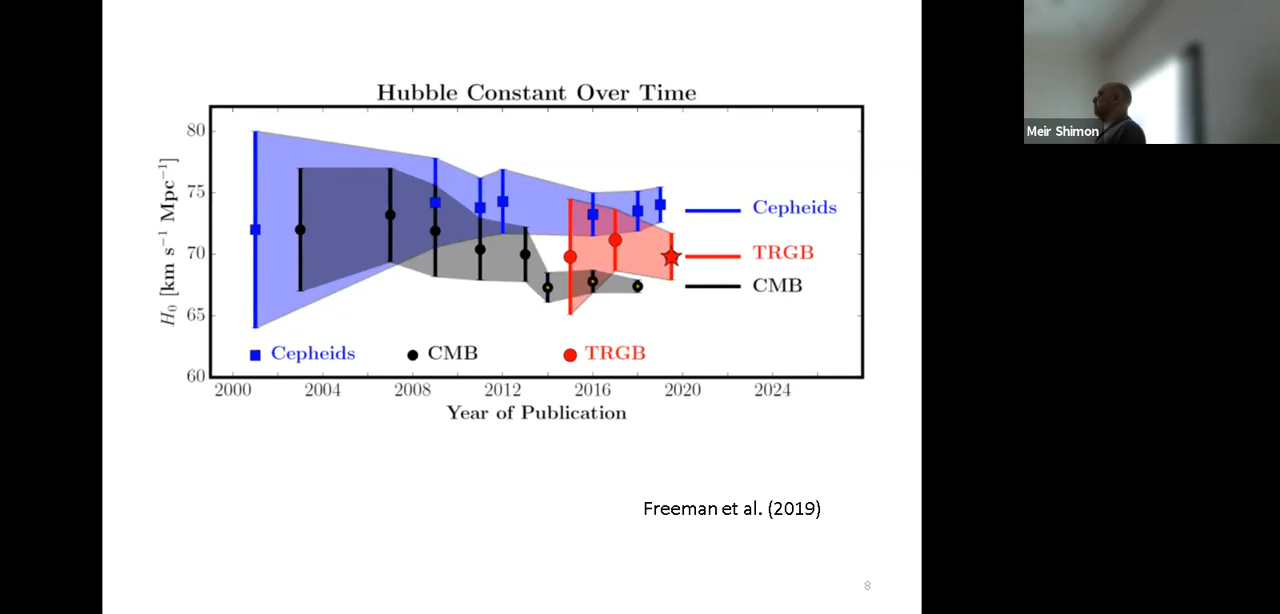 Hubble Constant Over Time
80
75
70
65
60
H₀ [km s⁻¹ Mpc⁻¹]
Cepheids
TRGB
CMB
Cepheids
CMB
TRGB
2000
2004
2008
2012
2016
2020
2024
Year of Publication
Freeman et al. (2019)
8
Meir Shimon